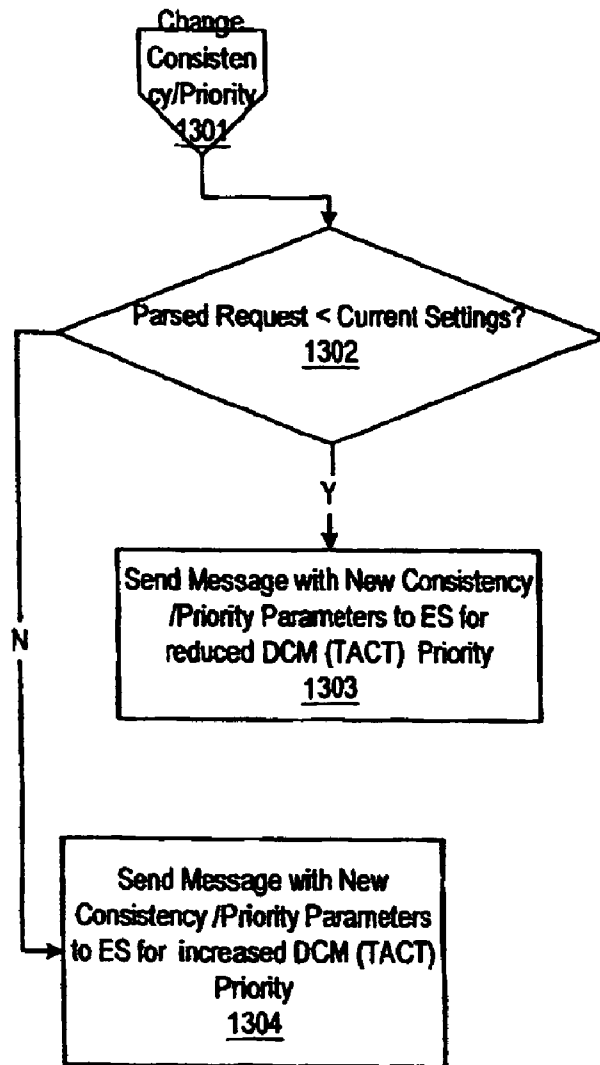 Change
Consisten
cy/Priority
1301
Parsed Request < Current Settings?
1302
Y
Send Message with New Consistency
/Priority Parameters to ES for
reduced DCM (TACT) Priority
1303
N
Send Message with New
Consistency /Priority Parameters
to ES for increased DCM (TACT)
Priority
1304